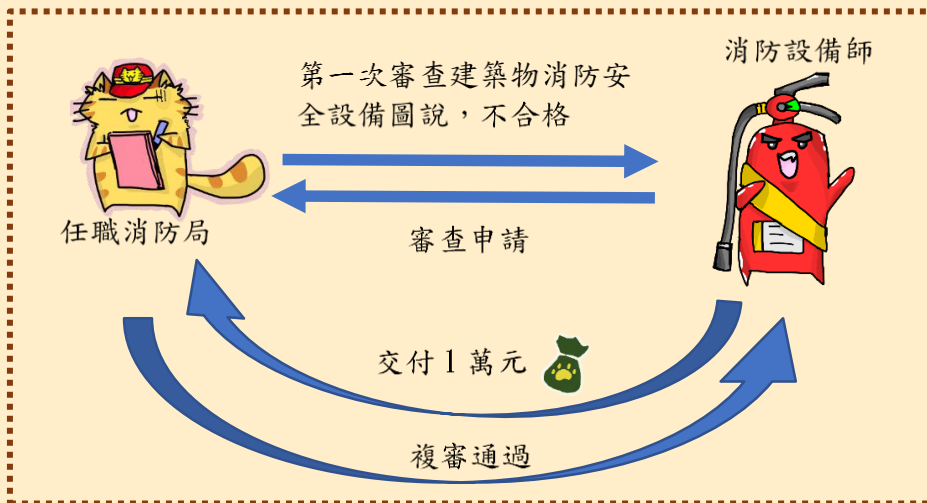 消防設備師
第一次審查建築物消防安
全設備圖說，不合格
任職消防局
審查申請
交付1萬元
複審通過